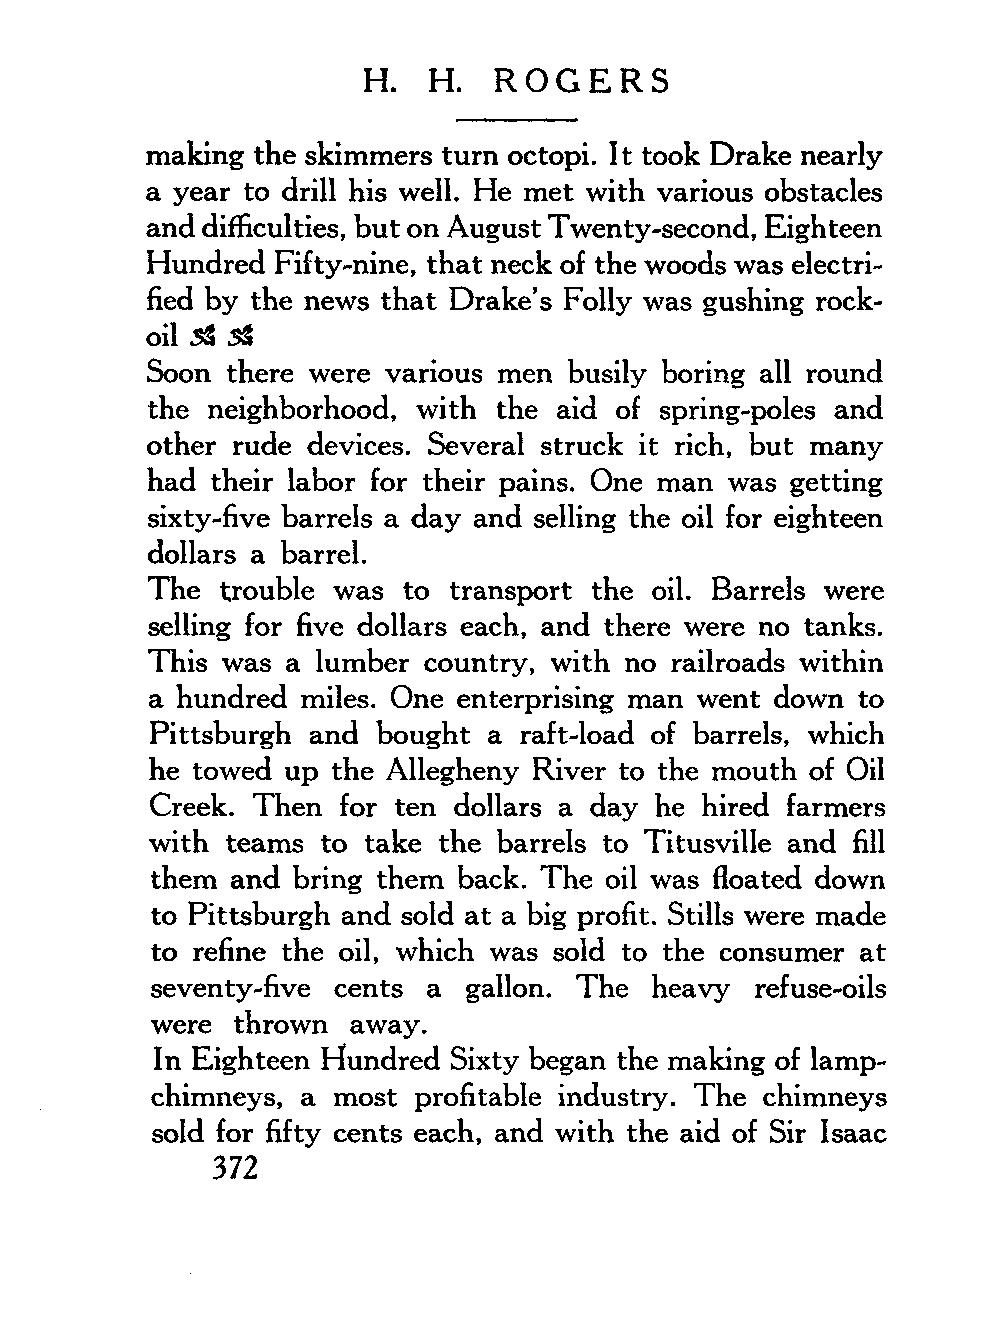 H. H. ROGERS
making the skimmers turn octopi. It took Drake nearly
a year to drill his well. He met with various obstacles
and difficulties, but on August Twenty-second, Eighteen
Hundred Fifty-nine, that neck of the woods was electri-
fied by the news that Drake's Folly was gushing rock-
oil
Soon there were various men busily boring all round
the neighborhood, with the aid of spring-poles and
other rude devices. Several struck it rich, but many
had their labor for their pains. One man was getting
sixty-five barrels a day and selling the oil for eighteen
dollars a barrel.
The trouble was to transport the oil. Barrels were
selling for five dollars each, and there were no tanks.
This was a lumber country, with no railroads within
a hundred miles. One enterprising man went down to
Pittsburgh and bought a raft-load of barrels, which
he towed up the Allegheny River to the mouth of Oil
Creek. Then for ten dollars a day he hired farmers
with teams to take the barrels to Titusville and fill
them and bring them back. The oil was floated down
to Pittsburgh and sold at a big profit. Stills were made
to refine the oil, which was sold to the consumer at
seventy-five cents a gallon. The heavy refuse-oils
were thrown away.
In Eighteen Hundred Sixty began the making of lamp-
chimneys, a most profitable industry. The chimneys
sold for fifty cents each, and with the aid of Sir Isaac
372